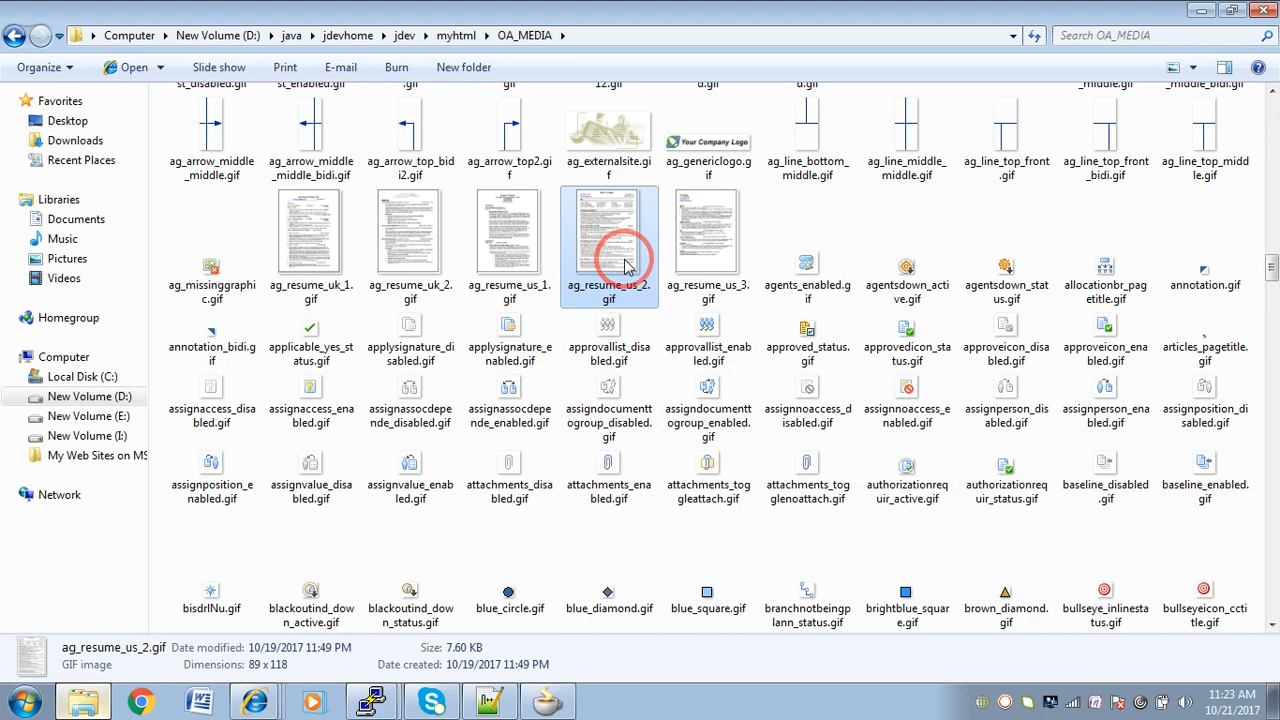 Computer ▸ New Volume (D:) ▸ java ▸ jdevhome ▸ jdev ▸ myhtml ▸ OA_MEDIA ▸
Search OA_MEDIA
Organize
Open
Slide show
Print
E-mail
Burn
New folder
Favorites
Desktop
Downloads
Recent Places
Libraries
Documents
Music
Pictures
Videos
Homegroup
Computer
Local Disk (C:)
New Volume (D:)
New Volume (E:)
New Volume (I:)
My Web Sites on MS
Network
st_disabled.gif
st_enabled.gif
.gif
gif
12.gif
d.gif
_middle.gif
_middle_bidi.gif
Your Company Logo
ag_arrow_middle
_middle.gif
ag_arrow_middle
_middle_bidi.gif
ag_arrow_top_bid
i2.gif
ag_arrow_top2.gi
f
ag_externalsite.gi
f
ag_genericlogo.g
if
ag_line_bottom_
middle.gif
ag_line_middle_
middle.gif
ag_line_top_front
.gif
ag_line_top_front
_bidi.gif
ag_line_top_midd
le.gif
ag_missinggraphi
c.gif
ag_resume_uk_1.
gif
ag_resume_uk_2.
gif
ag_resume_us_1.
gif
ag_resume_us_2.
gif
ag_resume_us_3.
gif
agents_enabled.g
if
agentsdown_acti
ve.gif
agentsdown_stat
us.gif
allocationbr_pag
etitle.gif
annotation.gif
annotation_bidi.g
if
applicable_yes_st
atus.gif
applysignature_di
sabled.gif
applysignature_e
nabled.gif
approvallist_disa
bled.gif
approvallist_enab
led.gif
approved_status.
gif
approvedicon_sta
tus.gif
approveicon_disa
bled.gif
approveicon_ena
bled.gif
articles_pagetitle.
gif
assignaccess_disa
bled.gif
assignaccess_ena
bled.gif
assignassocdepe
nde_disabled.gif
assignassocdepe
nde_enabled.gif
assigndocumentt
ogroup_disabled.
gif
assigndocumentt
ogroup_enabled.
gif
assignnoaccess_d
isabled.gif
assignnoaccess_e
nabled.gif
assignperson_dis
abled.gif
assignperson_ena
bled.gif
assignposition_di
sabled.gif
assignposition_e
nabled.gif
assignvalue_disa
bled.gif
assignvalue_enab
led.gif
attachments_disa
bled.gif
attachments_ena
bled.gif
attachments_tog
gleattach.gif
attachments_togg
lenoattach.gif
authorizationreq
uir_active.gif
authorizationreq
uir_status.gif
baseline_disabled
.gif
baseline_enabled.
gif
bisdrlNu.gif
blackoutind_dow
n_active.gif
blackoutind_dow
n_status.gif
blue_circle.gif
blue_diamond.gif
blue_square.gif
branchnotbeingp
lann_status.gif
brightblue_squar
e.gif
brown_diamond.
gif
bullseye_inlinesta
tus.gif
bullseyeicon_ccti
tle.gif
ag_resume_us_2.gif
GIF image
Date modified: 10/19/2017 11:49 PM
Dimensions: 89 x 118
Size: 7.60 KB
Date created: 10/19/2017 11:49 PM
11:23 AM
10/21/2017